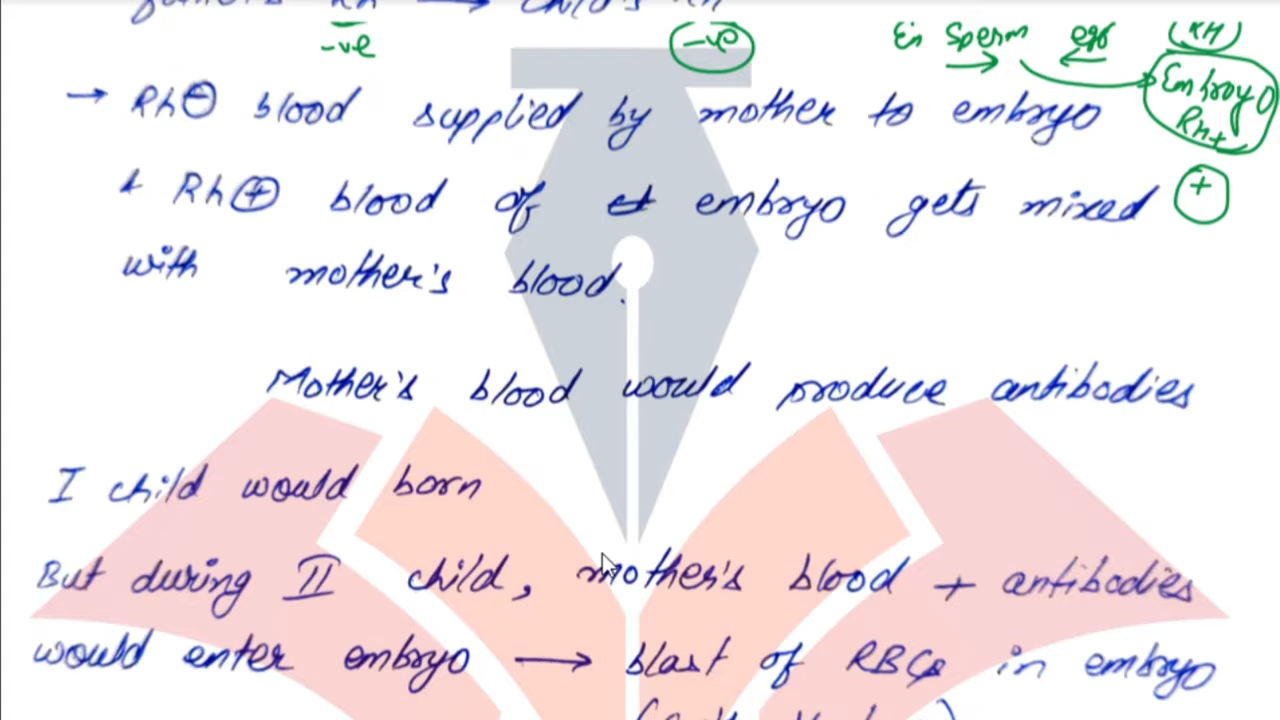 -ve -ve Sperm egg (RH)
→ Rh⊖ blood supplied by mother to embryo Embroyo Rh+
+ Rh⊕ blood of embryo gets mixed +
with mother's blood.
Mother's blood would produce antibodies
I child would born
But during II child, mother's blood + antibodies
would enter embryo → blast of RBCs in embryo